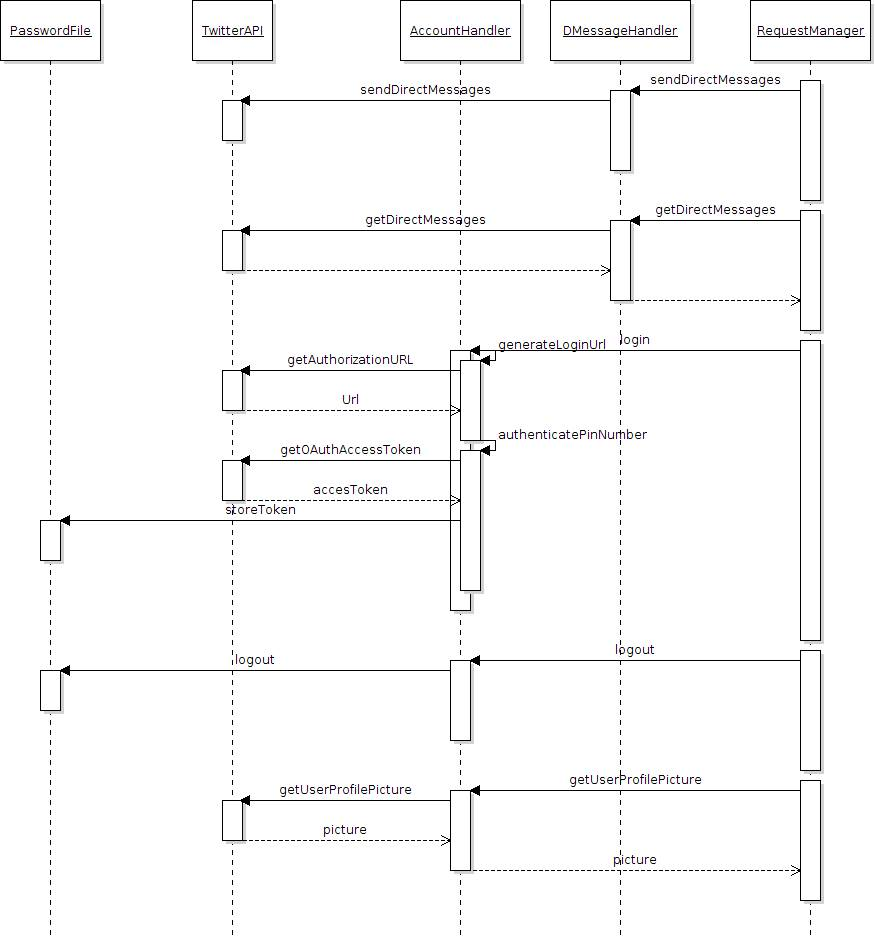 PasswordFile
TwitterAPI
AccountHandler
DMessageHandler
RequestManager
sendDirectMessages
sendDirectMessages
getDirectMessages
getDirectMessages
generateLoginUrl
login
getAuthorizationURL
Url
authenticatePinNumber
getOAuthAccessToken
accesToken
storeToken
logout
logout
getUserProfilePicture
getUserProfilePicture
picture
picture